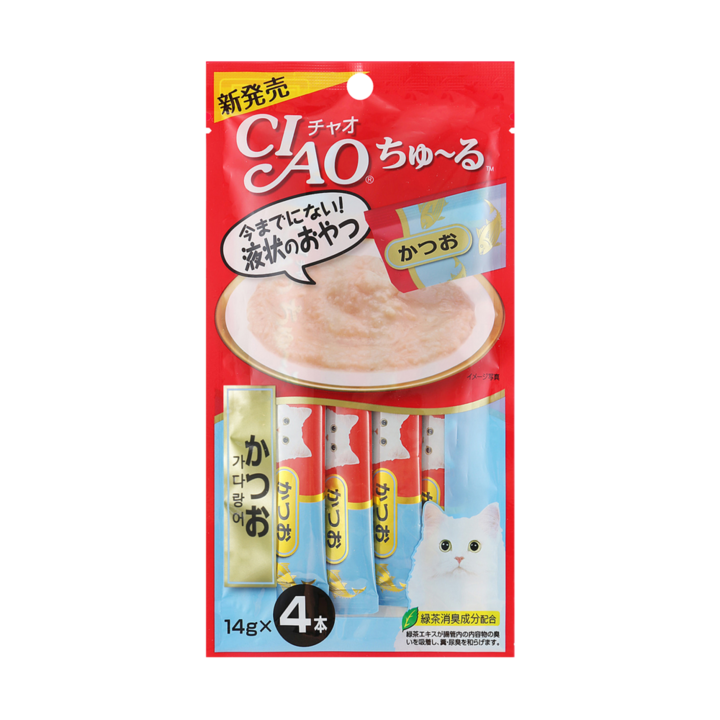 新発売
CIAO
チャオ
ちゅ~る
®
TM
今までにない!
液状のおやつ
かつお
イメージ写真
かつお
가다랑어
かつお
かつお
かつお
14g×4本
緑茶消臭成分配合
緑茶エキスが腸管内の内容物の臭
いを吸着し、糞・尿臭を和らげます。